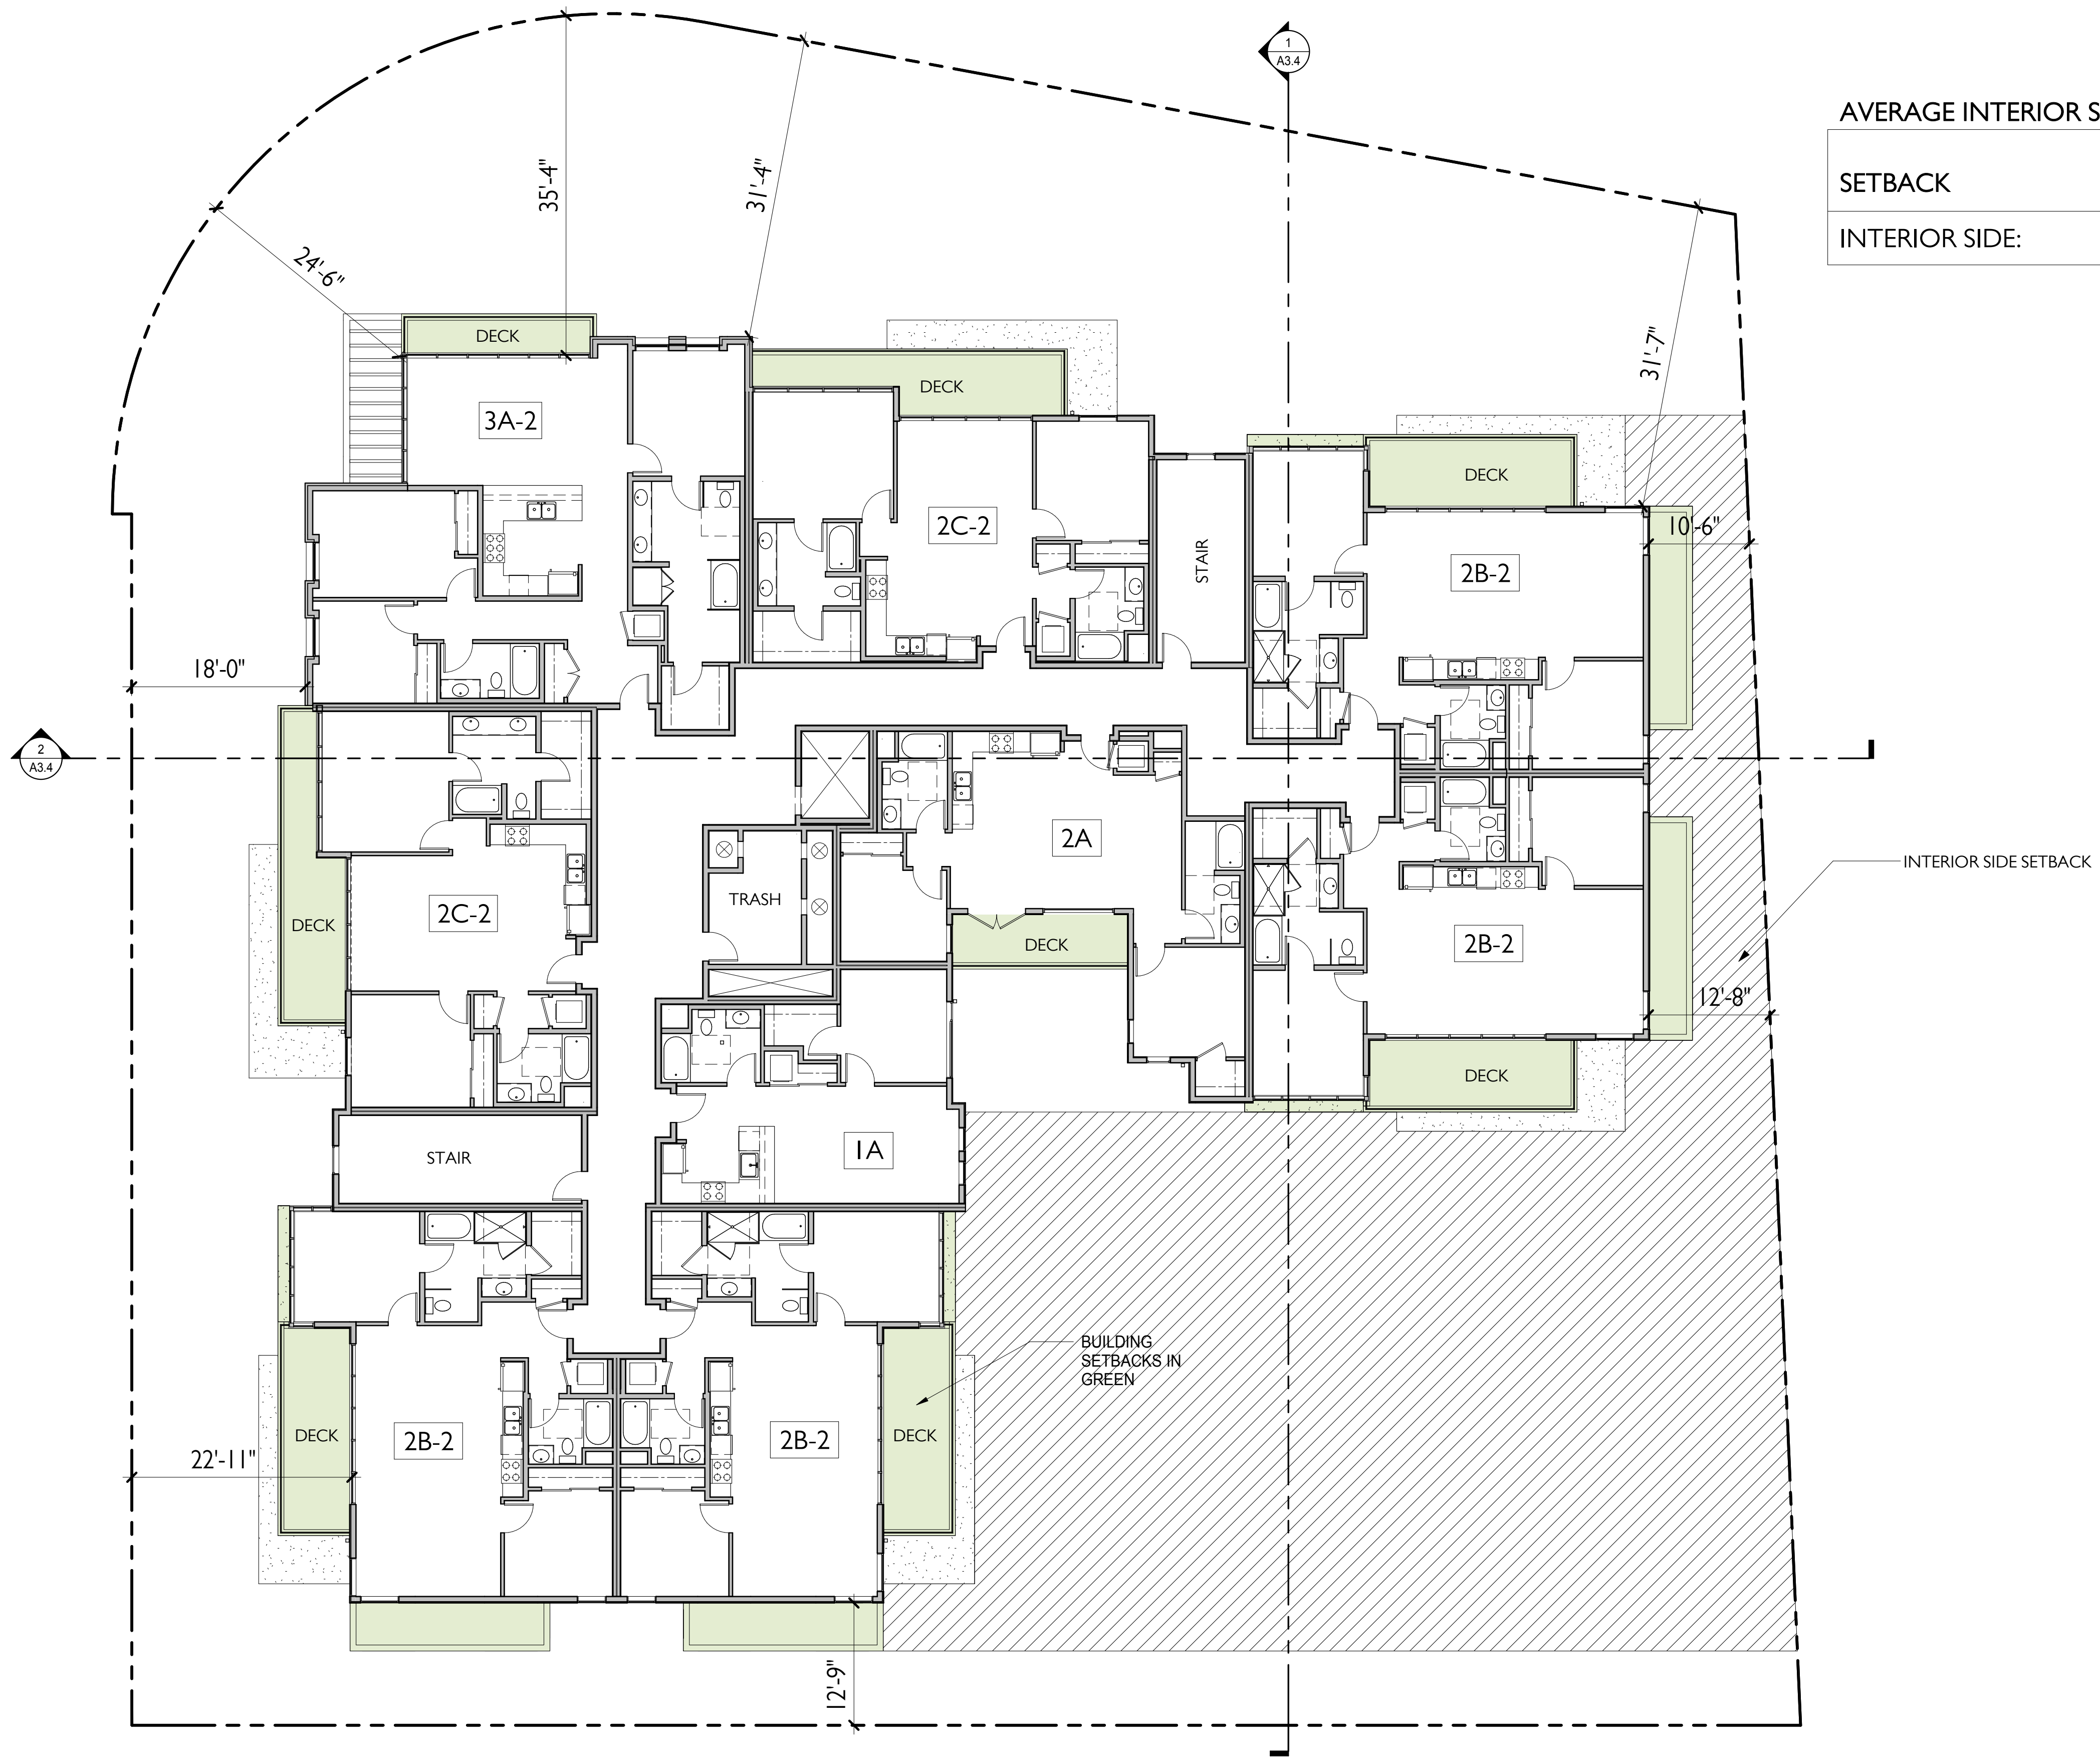 1
A3.4
AVERAGE INTERIOR S
SETBACK
INTERIOR SIDE:
35'-4"
31'-4"
24'-6"
31'-7"
DECK
DECK
3A-2
DECK
2C-2
10'-6"
STAIR
2B-2
18'-0"
2
A3.4
2A
INTERIOR SIDE SETBACK
TRASH
2C-2
DECK
DECK
2B-2
12'-8"
DECK
1A
STAIR
BUILDING
SETBACKS IN
GREEN
DECK
2B-2
2B-2
DECK
22'-11"
12'-9"